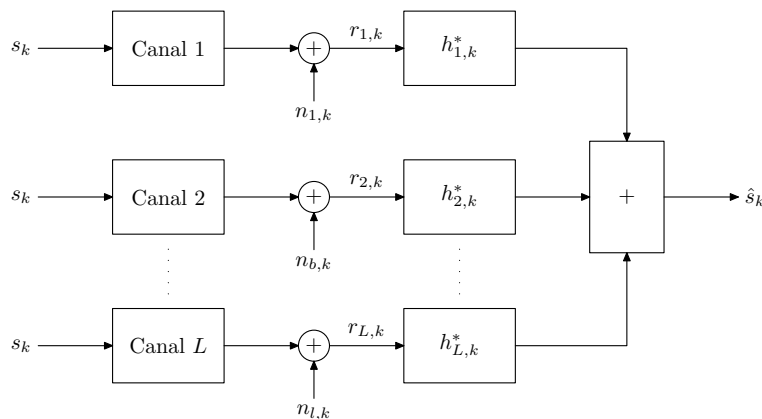 s_k Canal 1 + r_{1,k} h^*_{1,k}
n_{1,k}
s_k Canal 2 + r_{2,k} h^*_{2,k} + ŝ_k
n_{b,k}
s_k Canal L + r_{L,k} h^*_{L,k}
n_{l,k}